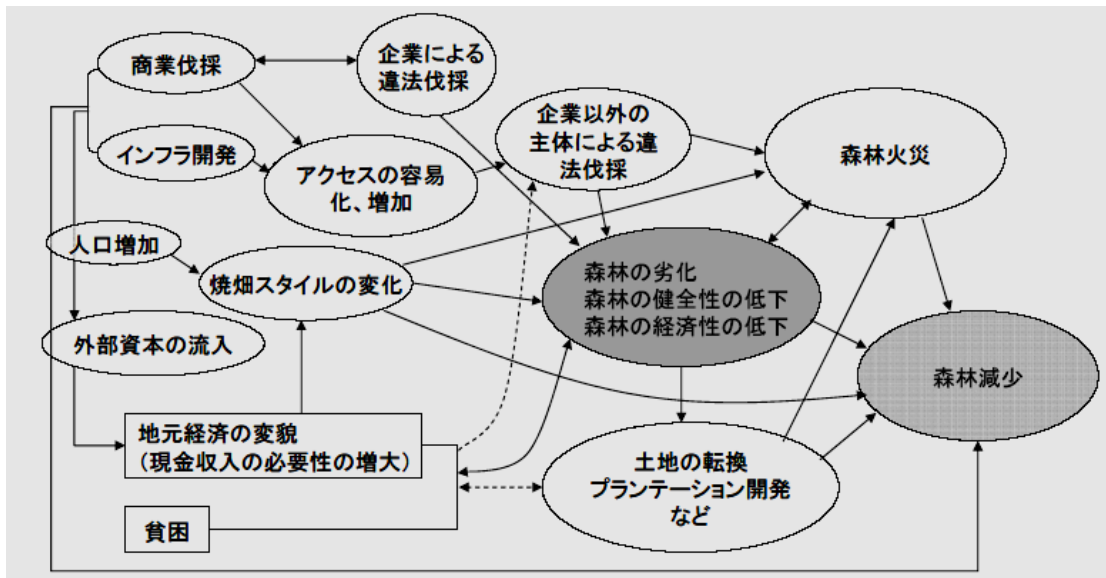 商業伐採
企業による
違法伐採
企業以外の
主体による違
法伐採
森林火災
インフラ開発
アクセスの容易
化、増加
人口増加
焼畑スタイルの変化
森林の劣化
森林の健全性の低下
森林の経済性の低下
外部資本の流入
森林減少
地元経済の変貌
（現金収入の必要性の増大）
土地の転換
プランテーション開発
など
貧困